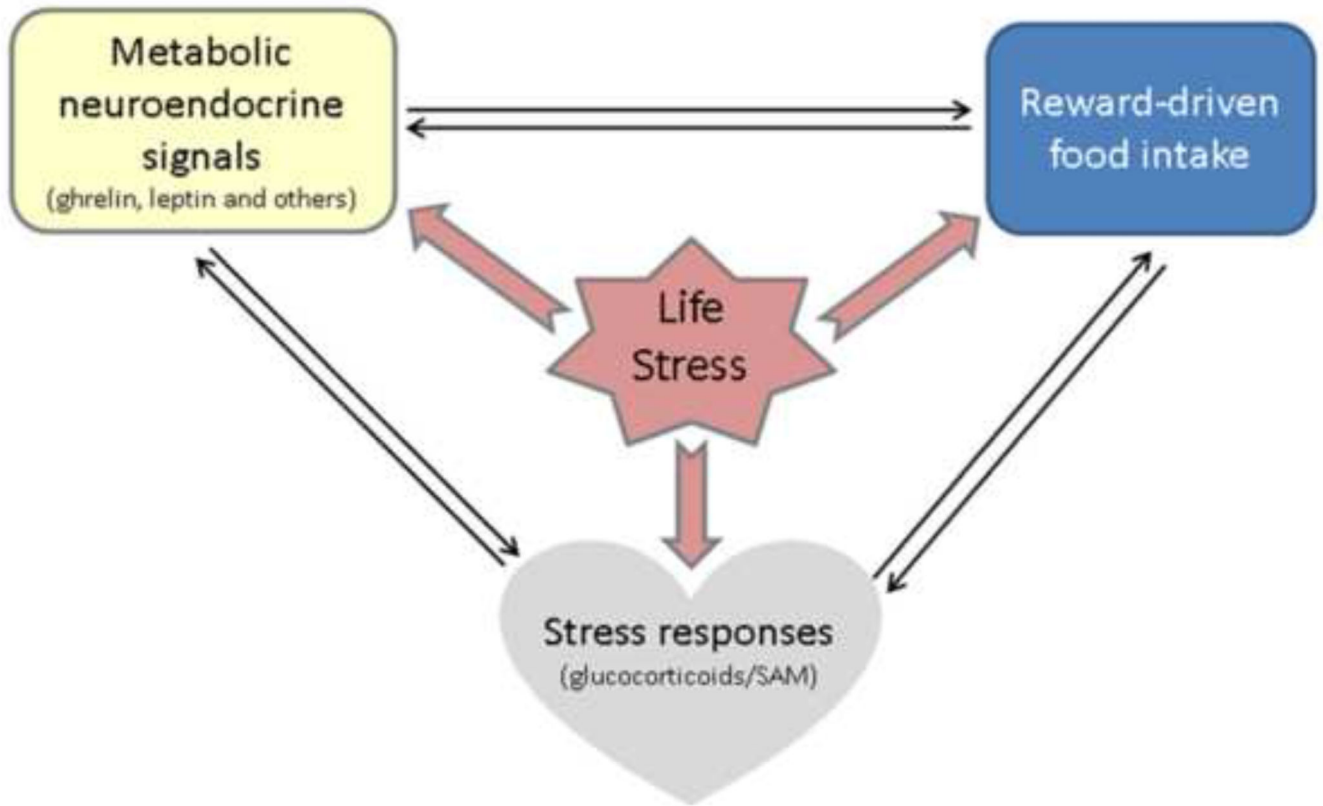 Metabolic
neuroendocrine
signals
(ghrelin, leptin and others)
Reward-driven
food intake
Life
Stress
Stress responses
(glucocorticoids/SAM)